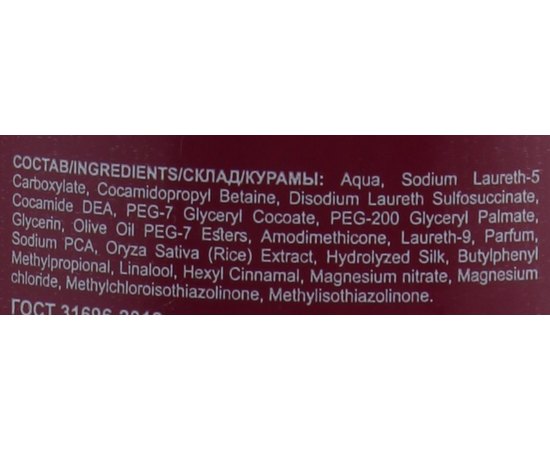 СОСТАВ/INGREDIENTS/СКЛАД/КУРАМЫ: Aqua, Sodium Laureth-5
Carboxylate, Cocamidopropyl Betaine, Disodium Laureth Sulfosuccinate,
Cocamide DEA, PEG-7 Glyceryl Cocoate, PEG-200 Glyceryl Palmate,
Glycerin, Olive Oil PEG-7 Esters, Amodimethicone, Laureth-9, Parfum,
Sodium PCA, Oryza Sativa (Rice) Extract, Hydrolyzed Silk, Butylphenyl
Methylpropional, Linalool, Hexyl Cinnamal, Magnesium nitrate, Magnesium
chloride, Methylchloroisothiazolinone, Methylisothiazolinone.
ГОСТ